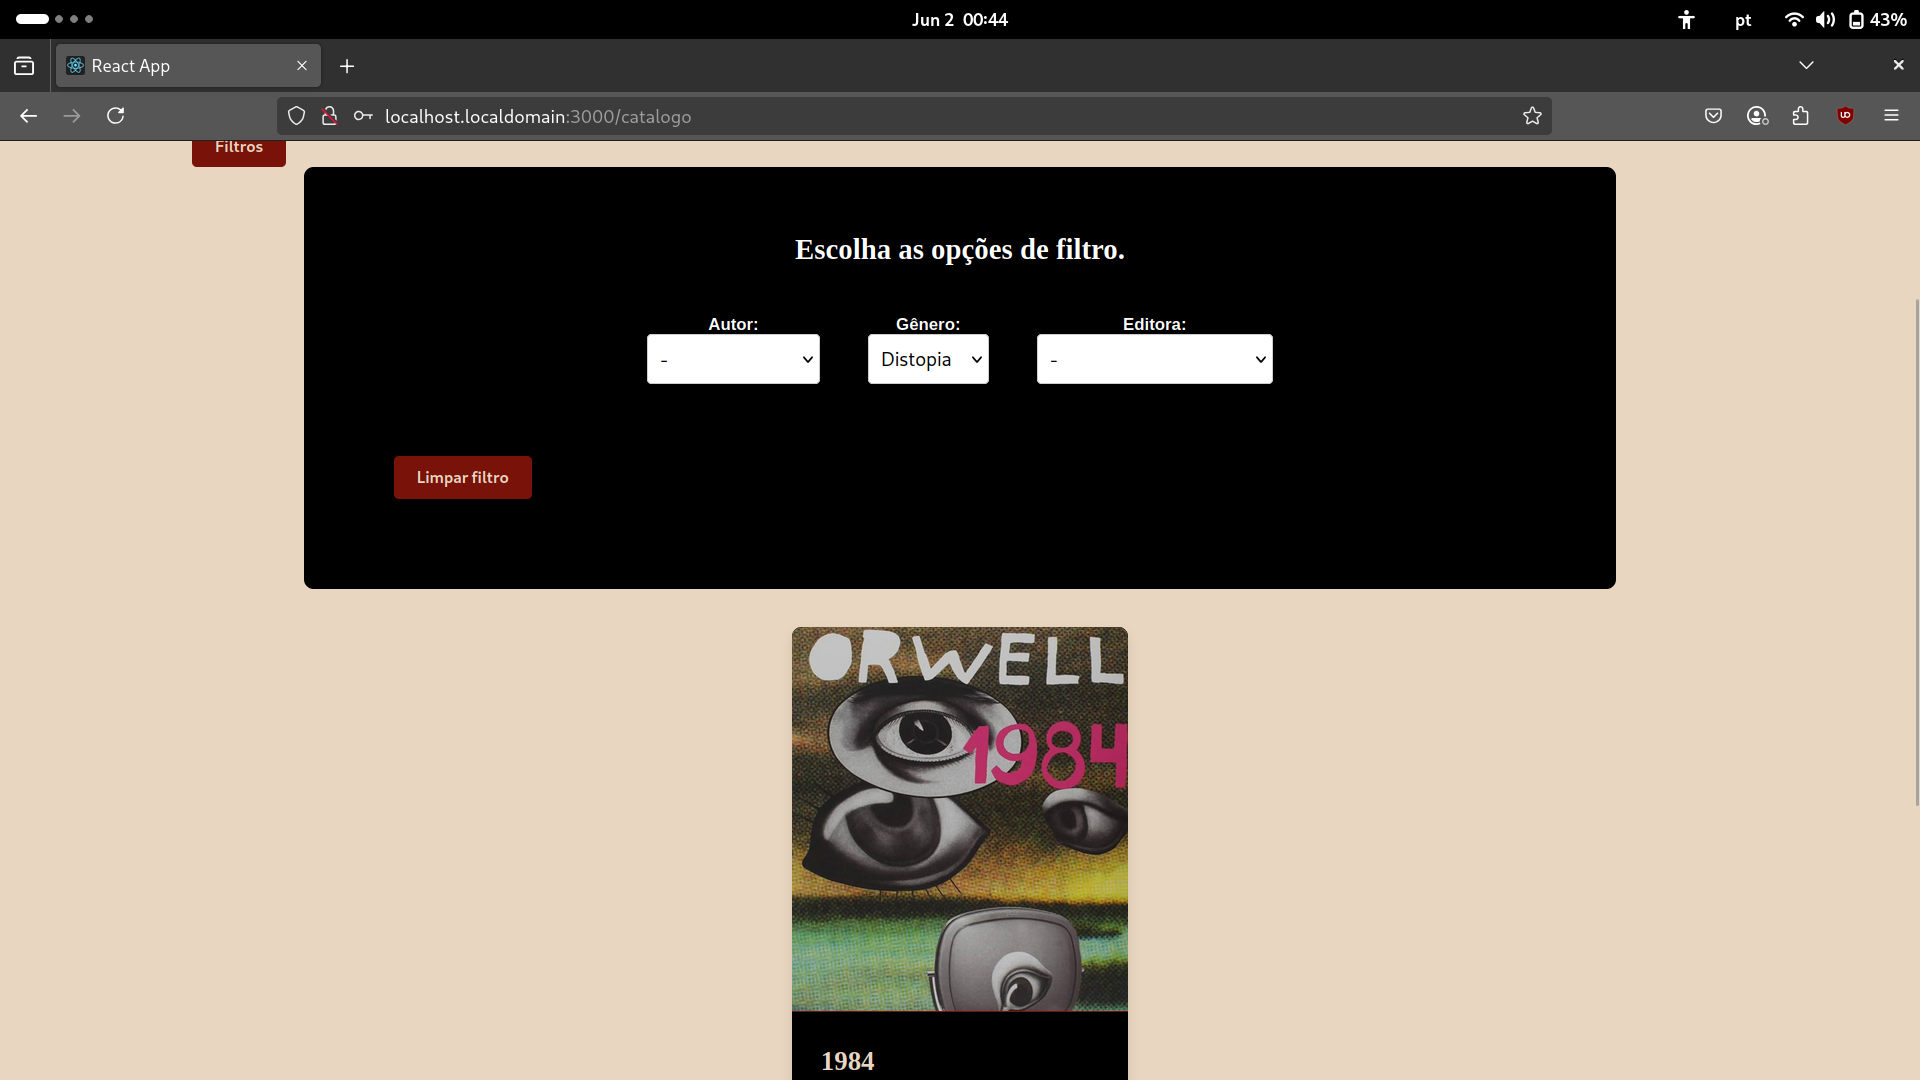 Jun 2 00:44
pt
43%
React App
localhost.localdomain:3000/catalogo
Filtros
Escolha as opções de filtro.
Autor:
Gênero:
Editora:
-
Distopia
-
Limpar filtro
ORWELL
1984
1984